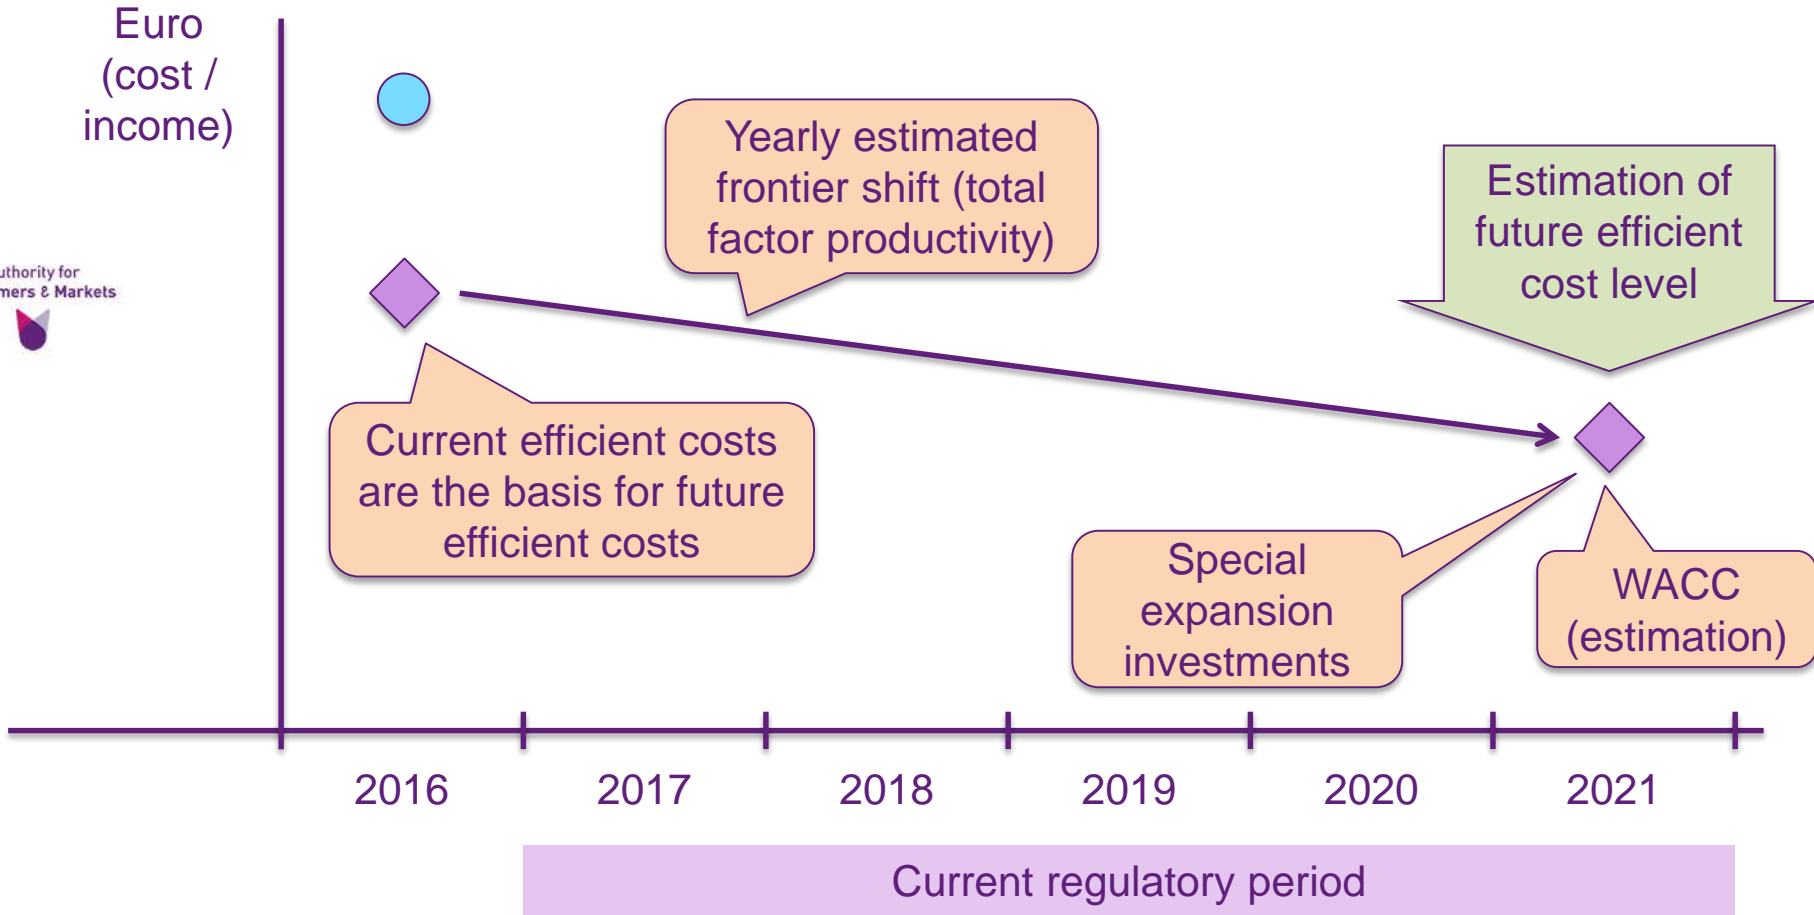 Euro
(cost /
income)
Yearly estimated
frontier shift (total
factor productivity)
Estimation of
future efficient
cost level
uthority for
mers & Markets
Current efficient costs
are the basis for future
efficient costs
Special
expansion
investments
WACC
(estimation)
2016 2017 2018 2019 2020 2021
Current regulatory period